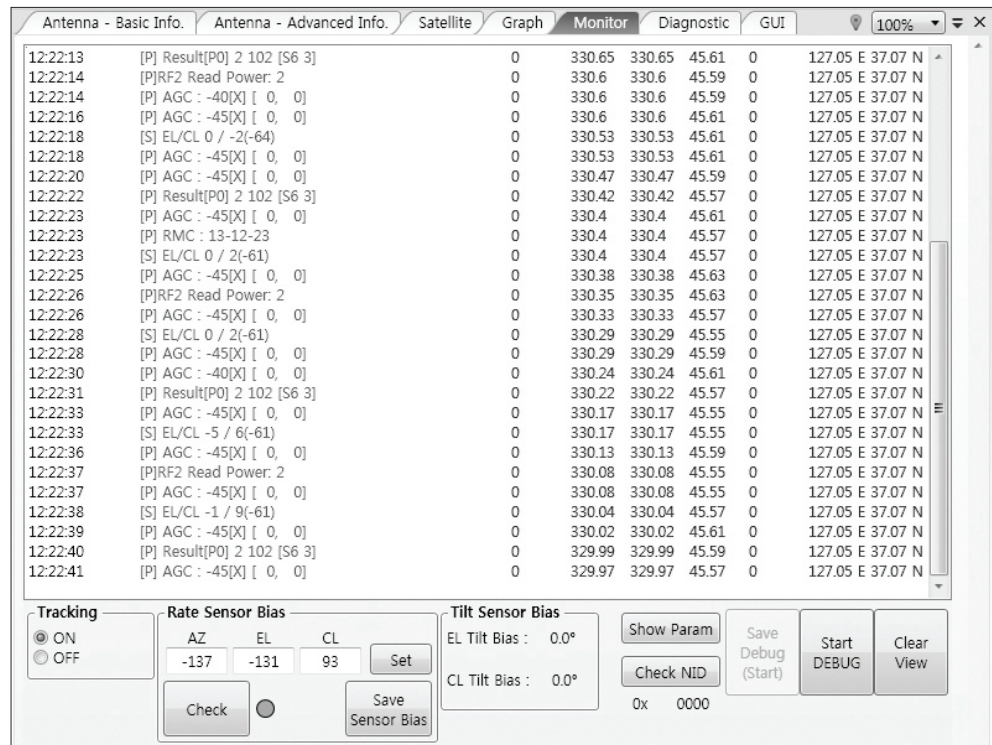 Antenna - Basic Info. Antenna - Advanced Info. Satellite Graph Monitor Diagnostic GUI 100%
12:22:13 [P] Result[P0] 2 102 [S6 3] 0 330.65 330.65 45.61 0 127.05 E 37.07 N
12:22:14 [P]RF2 Read Power: 2 0 330.6 330.6 45.59 0 127.05 E 37.07 N
12:22:14 [P] AGC : -40[X] [ 0, 0] 0 330.6 330.6 45.59 0 127.05 E 37.07 N
12:22:16 [P] AGC : -45[X] [ 0, 0] 0 330.6 330.6 45.61 0 127.05 E 37.07 N
12:22:18 [S] EL/CL 0 / -2(-64) 0 330.53 330.53 45.61 0 127.05 E 37.07 N
12:22:18 [P] AGC : -45[X] [ 0, 0] 0 330.53 330.53 45.61 0 127.05 E 37.07 N
12:22:20 [P] AGC : -45[X] [ 0, 0] 0 330.47 330.47 45.59 0 127.05 E 37.07 N
12:22:22 [P] Result[P0] 2 102 [S6 3] 0 330.42 330.42 45.57 0 127.05 E 37.07 N
12:22:23 [P] AGC : -45[X] [ 0, 0] 0 330.4 330.4 45.61 0 127.05 E 37.07 N
12:22:23 [P] RMC : 13-12-23 0 330.4 330.4 45.57 0 127.05 E 37.07 N
12:22:23 [S] EL/CL 0 / 2(-61) 0 330.4 330.4 45.57 0 127.05 E 37.07 N
12:22:25 [P] AGC : -45[X] [ 0, 0] 0 330.38 330.38 45.63 0 127.05 E 37.07 N
12:22:26 [P]RF2 Read Power: 2 0 330.35 330.35 45.63 0 127.05 E 37.07 N
12:22:26 [P] AGC : -45[X] [ 0, 0] 0 330.33 330.33 45.57 0 127.05 E 37.07 N
12:22:28 [S] EL/CL 0 / 2(-61) 0 330.29 330.29 45.55 0 127.05 E 37.07 N
12:22:28 [P] AGC : -45[X] [ 0, 0] 0 330.29 330.29 45.59 0 127.05 E 37.07 N
12:22:30 [P] AGC : -40[X] [ 0, 0] 0 330.24 330.24 45.61 0 127.05 E 37.07 N
12:22:31 [P] Result[P0] 2 102 [S6 3] 0 330.22 330.22 45.57 0 127.05 E 37.07 N
12:22:33 [P] AGC : -45[X] [ 0, 0] 0 330.17 330.17 45.55 0 127.05 E 37.07 N
12:22:33 [S] EL/CL -5 / 6(-61) 0 330.17 330.17 45.55 0 127.05 E 37.07 N
12:22:36 [P] AGC : -45[X] [ 0, 0] 0 330.13 330.13 45.59 0 127.05 E 37.07 N
12:22:37 [P]RF2 Read Power: 2 0 330.08 330.08 45.55 0 127.05 E 37.07 N
12:22:37 [P] AGC : -45[X] [ 0, 0] 0 330.08 330.08 45.55 0 127.05 E 37.07 N
12:22:38 [S] EL/CL -1 / 9(-61) 0 330.04 330.04 45.57 0 127.05 E 37.07 N
12:22:39 [P] AGC : -45[X] [ 0, 0] 0 330.02 330.02 45.61 0 127.05 E 37.07 N
12:22:40 [P] Result[P0] 2 102 [S6 3] 0 329.99 329.99 45.59 0 127.05 E 37.07 N
12:22:41 [P] AGC : -45[X] [ 0, 0] 0 329.97 329.97 45.57 0 127.05 E 37.07 N
Tracking
ON
OFF
Rate Sensor Bias
AZ EL CL
-137 -131 93 Set
Check
Save
Sensor Bias
Tilt Sensor Bias
EL Tilt Bias : 0.0°
CL Tilt Bias : 0.0°
Show Param
Check NID
0x 0000
Save
Debug
(Start)
Start
DEBUG
Clear
View